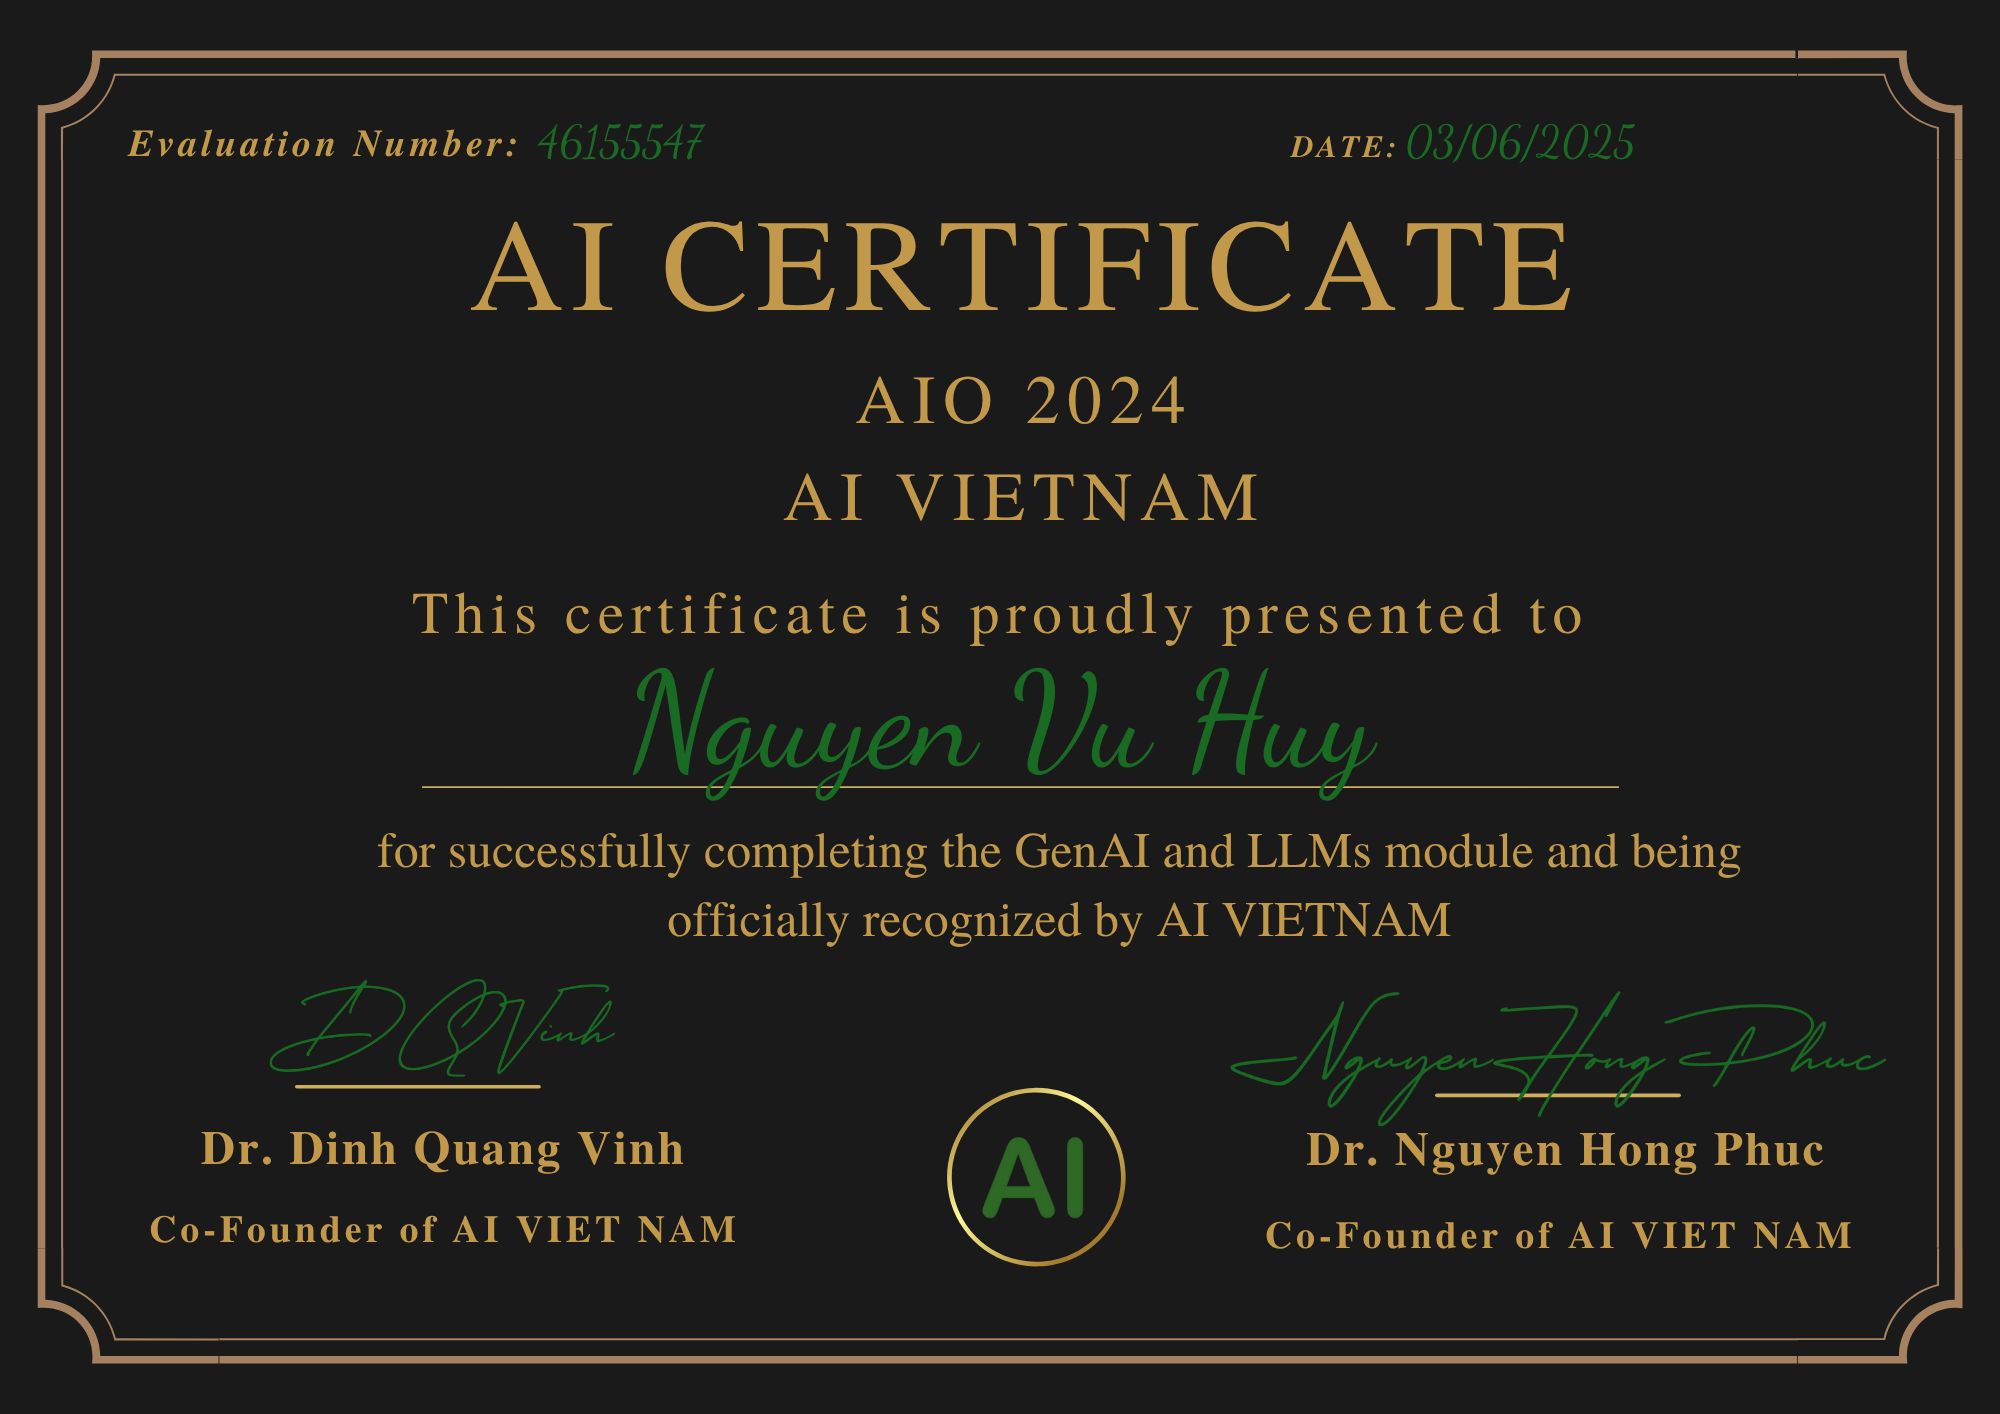 Evaluation Number: 46155547
DATE: 03/06/2025
AI CERTIFICATE
AIO 2024
AI VIETNAM
This certificate is proudly presented to
Nguyen Vu Huy
for successfully completing the GenAI and LLMs module and being
officially recognized by AI VIETNAM
DQVinh
Nguyen Hong Phuc
Dr. Dinh Quang Vinh
Dr. Nguyen Hong Phuc
Co-Founder of AI VIET NAM
AI
Co-Founder of AI VIET NAM